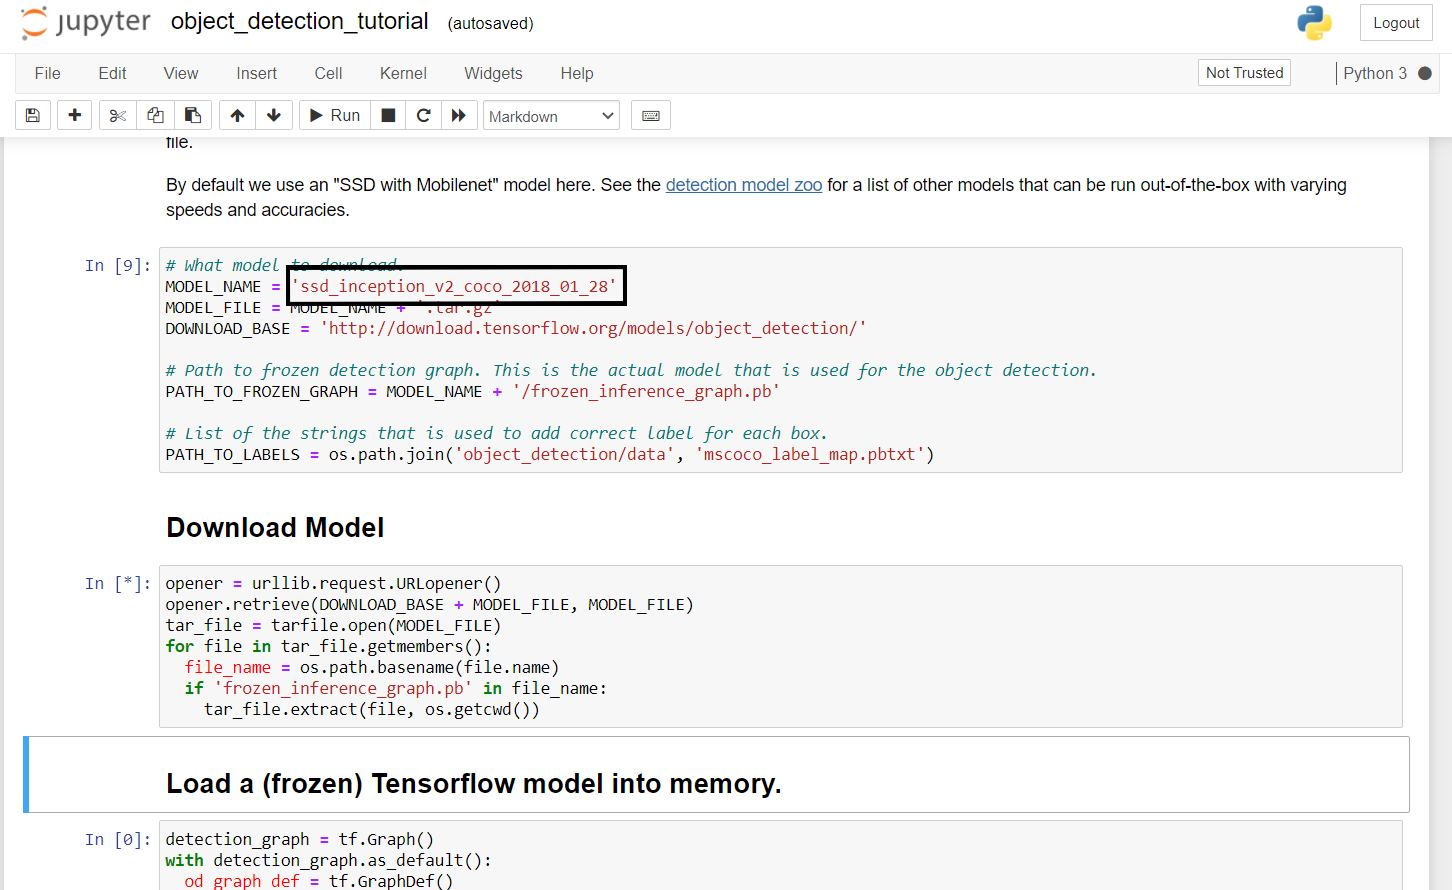 jupyter object_detection_tutorial (autosaved) Logout
File Edit View Insert Cell Kernel Widgets Help Not Trusted Python 3
Run Markdown
file.
By default we use an "SSD with Mobilenet" model here. See the detection model zoo for a list of other models that can be run out-of-the-box with varying
speeds and accuracies.
In [9]: # What model to download.
MODEL_NAME = 'ssd_inception_v2_coco_2018_01_28'
MODEL_FILE = MODEL_NAME + '.tar.gz'
DOWNLOAD_BASE = 'http://download.tensorflow.org/models/object_detection/'
# Path to frozen detection graph. This is the actual model that is used for the object detection.
PATH_TO_FROZEN_GRAPH = MODEL_NAME + '/frozen_inference_graph.pb'
# List of the strings that is used to add correct label for each box.
PATH_TO_LABELS = os.path.join('object_detection/data', 'mscoco_label_map.pbtxt')
Download Model
In [*]: opener = urllib.request.URLopener()
opener.retrieve(DOWNLOAD_BASE + MODEL_FILE, MODEL_FILE)
tar_file = tarfile.open(MODEL_FILE)
for file in tar_file.getmembers():
file_name = os.path.basename(file.name)
if 'frozen_inference_graph.pb' in file_name:
tar_file.extract(file, os.getcwd())
Load a (frozen) Tensorflow model into memory.
In [0]: detection_graph = tf.Graph()
with detection_graph.as_default():
od_graph_def = tf.GraphDef()